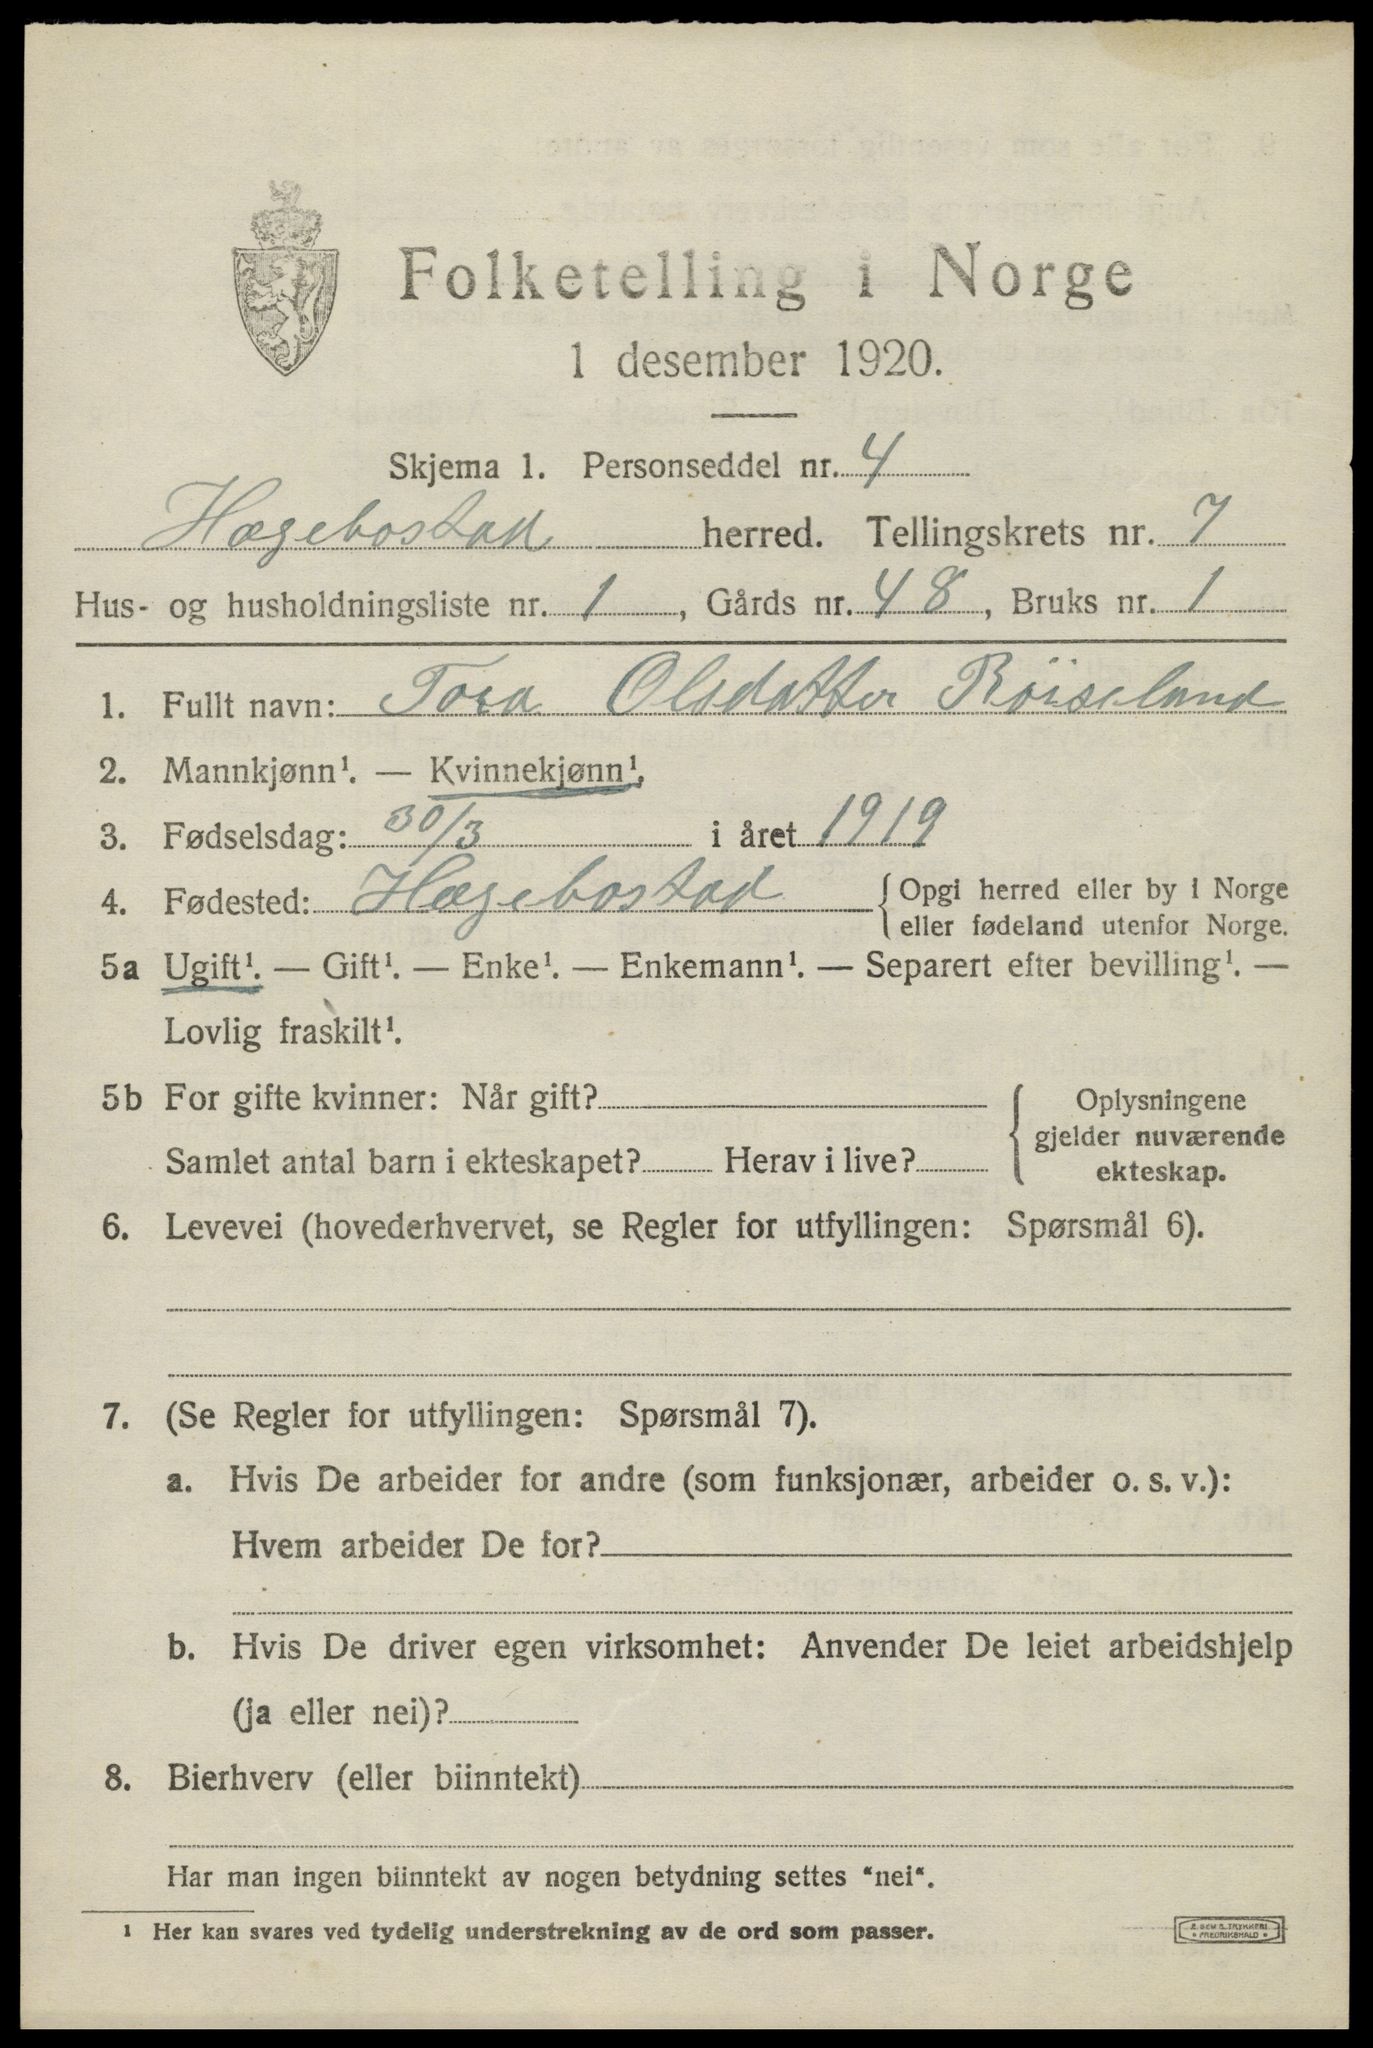 Folketelling i Norge
1 desember 1920.
Skjema 1. Personseddel nr. 4
Hægebostad herred. Tellingskrets nr. 7
Hus- og husholdningsliste nr. 1, Gårds nr. 48, Bruks nr. 1
1. Fullt navn: Tora Olsdatter Röiseland
2. Mannkjønn¹. — Kvinnekjønn¹.
3. Fødselsdag: 30/3 i året 1919
4. Fødested: Hægebostad { Opgi herred eller by i Norge
eller fødeland utenfor Norge.
5a Ugift¹. — Gift¹. — Enke¹. — Enkemann¹. — Separert efter bevilling¹. —
Lovlig fraskilt¹.
5b For gifte kvinner: Når gift?
Samlet antal barn i ekteskapet? Herav i live?
{ Oplysningene
gjelder nuværende
ekteskap.
6. Levevei (hovederhvervet, se Regler for utfyllingen: Spørsmål 6).
7. (Se Regler for utfyllingen: Spørsmål 7).
a. Hvis De arbeider for andre (som funksjonær, arbeider o. s. v.):
Hvem arbeider De for?
b. Hvis De driver egen virksomhet: Anvender De leiet arbeidshjelp
(ja eller nei)?
8. Bierhverv (eller biinntekt)
Har man ingen biinntekt av nogen betydning settes "nei".
¹ Her kan svares ved tydelig understrekning av de ord som passer.
E. SEM S TRYKKERI
FREDRIKSHALD